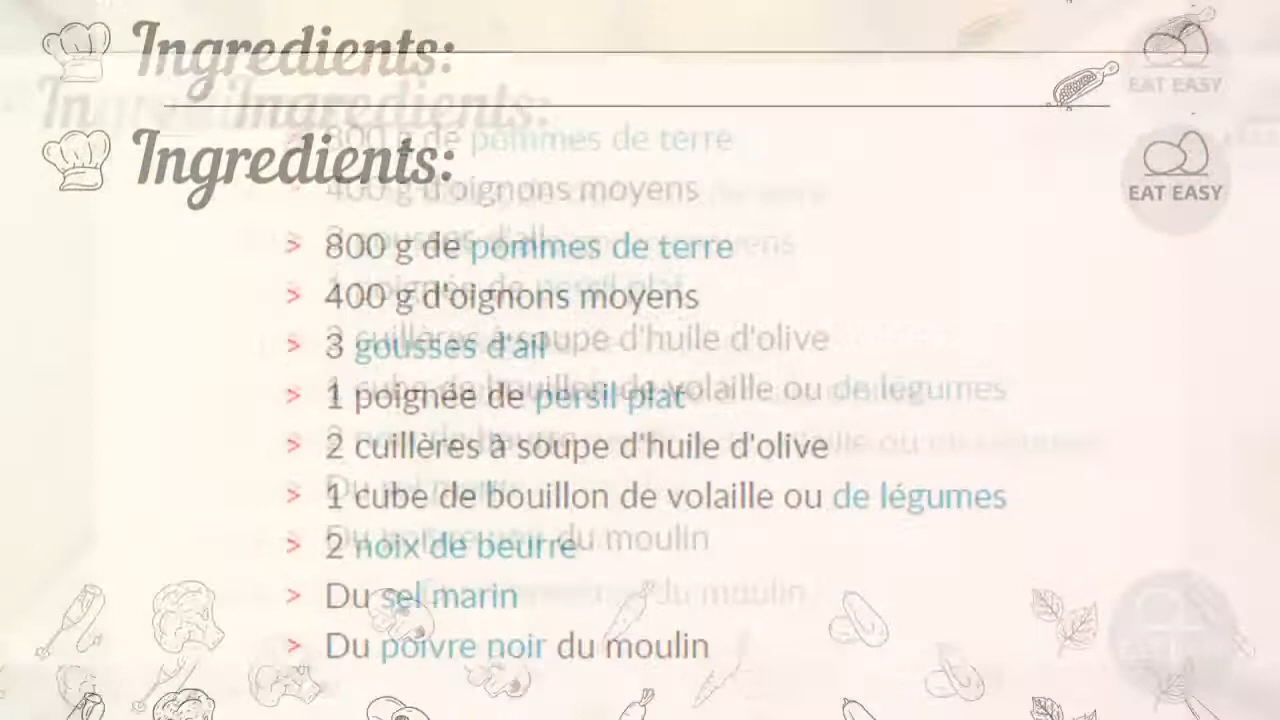 Ingredients:
EAT EASY
Ingredients:
EAT EASY
800 g de pommes de terre
400 g d'oignons moyens
3 gousses d'ail
1 poignée de persil plat
2 cuillères à soupe d'huile d'olive
1 cube de bouillon de volaille ou de légumes
2 noix de beurre
Du sel marin
Du poivre noir du moulin